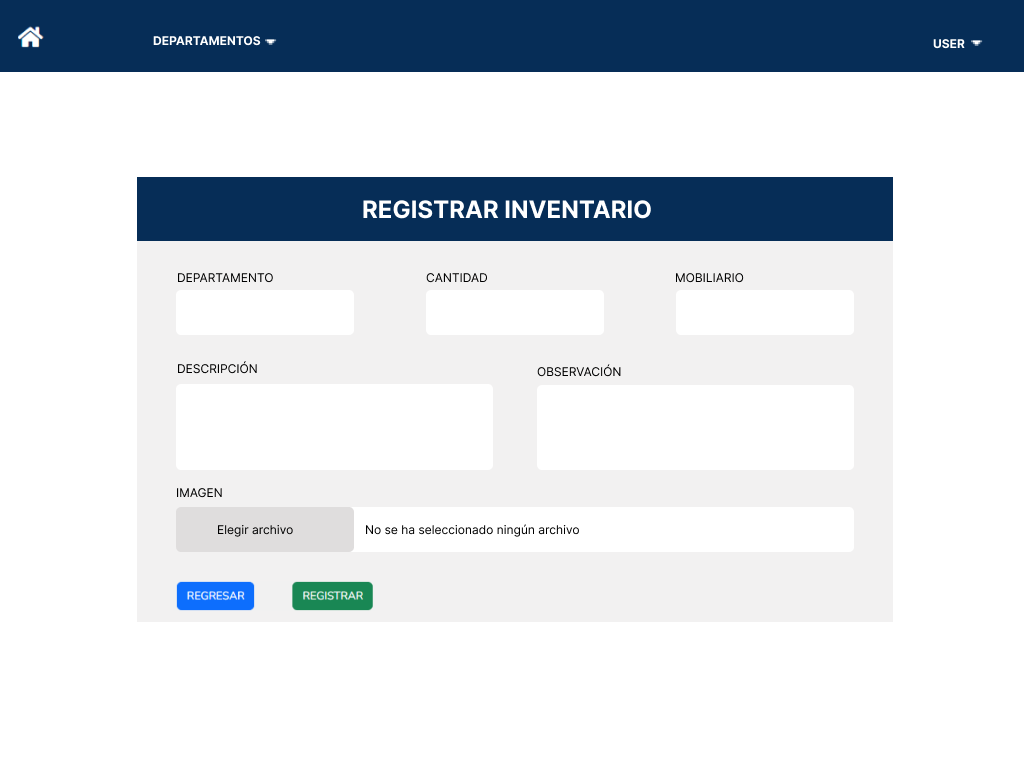 DEPARTAMENTOS
USER
REGISTRAR INVENTARIO
DEPARTAMENTO
CANTIDAD
MOBILIARIO
DESCRIPCIÓN
OBSERVACIÓN
IMAGEN
Elegir archivo
No se ha seleccionado ningún archivo
REGRESAR
REGISTRAR